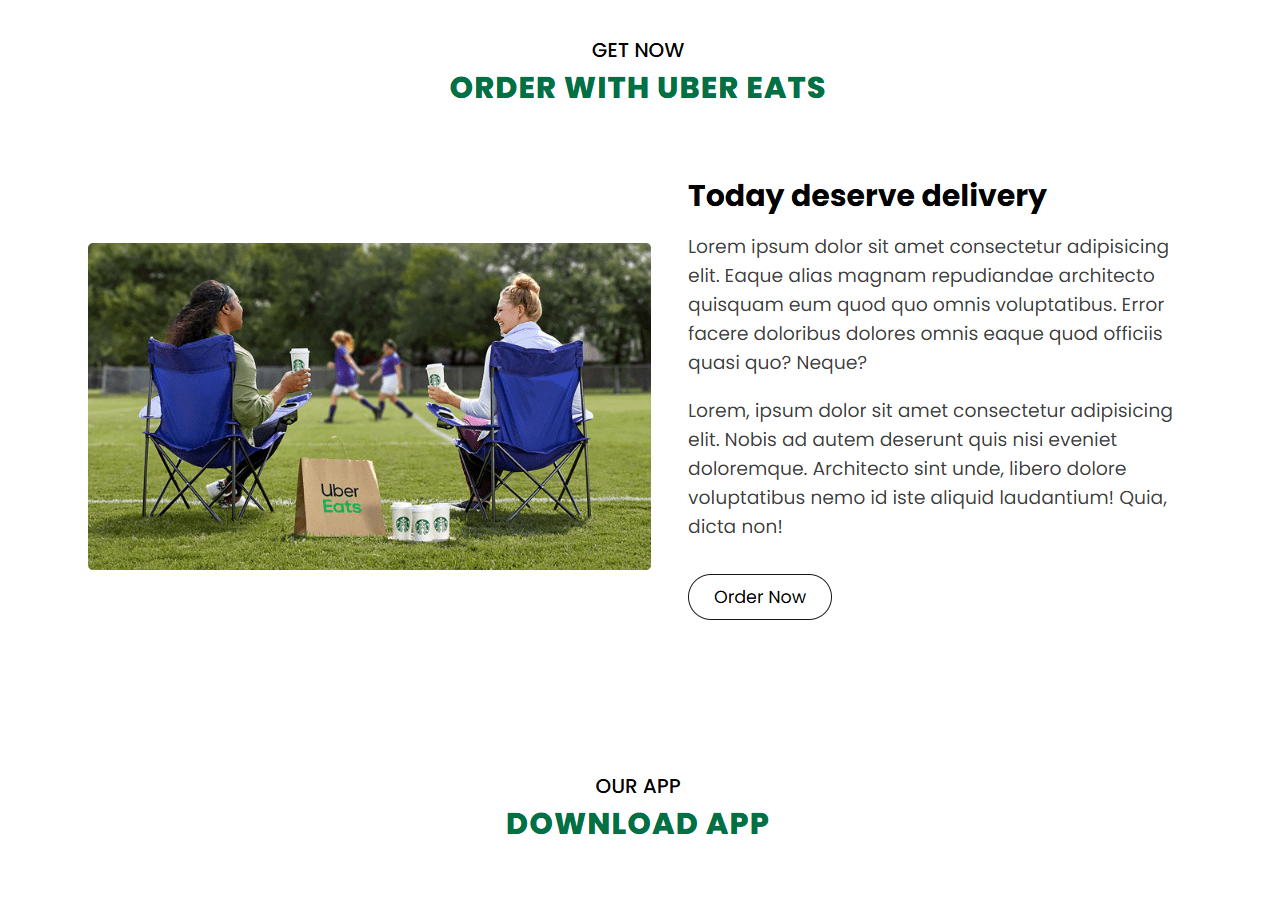 GET NOW
ORDER WITH UBER EATS
Today deserve delivery
Lorem ipsum dolor sit amet consectetur adipisicing
elit. Eaque alias magnam repudiandae architecto
quisquam eum quod quo omnis voluptatibus. Error
facere doloribus dolores omnis eaque quod officiis
quasi quo? Neque?
Lorem, ipsum dolor sit amet consectetur adipisicing
elit. Nobis ad autem deserunt quis nisi eveniet
doloremque. Architecto sint unde, libero dolore
voluptatibus nemo id iste aliquid laudantium! Quia,
dicta non!
Uber
Eats
Order Now
OUR APP
DOWNLOAD APP